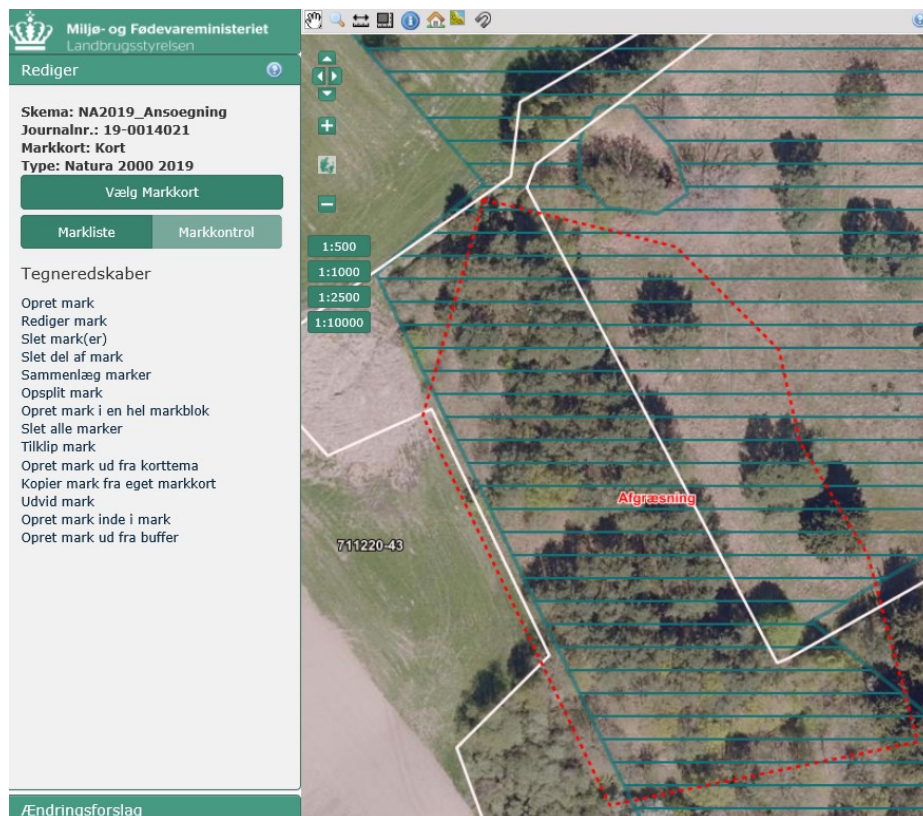 Miljø- og Fødevareministeriet
Landbrugsstyrelsen
Rediger
Skema: NA2019_Ansoegning
Journalnr.: 19-0014021
Markkort: Kort
Type: Natura 2000 2019
Vælg Markkort
Markliste
Markkontrol
Tegneredskaber
Opret mark
Rediger mark
Slet mark(er)
Slet del af mark
Sammenlæg marker
Opsplit mark
Opret mark i en hel markblok
Slet alle marker
Tilklip mark
Opret mark ud fra korttema
Kopier mark fra eget markkort
Udvid mark
Opret mark inde i mark
Opret mark ud fra buffer
Ændringsforslag
1:500
1:1000
1:2500
1:10000
Afgræsning
711220-43